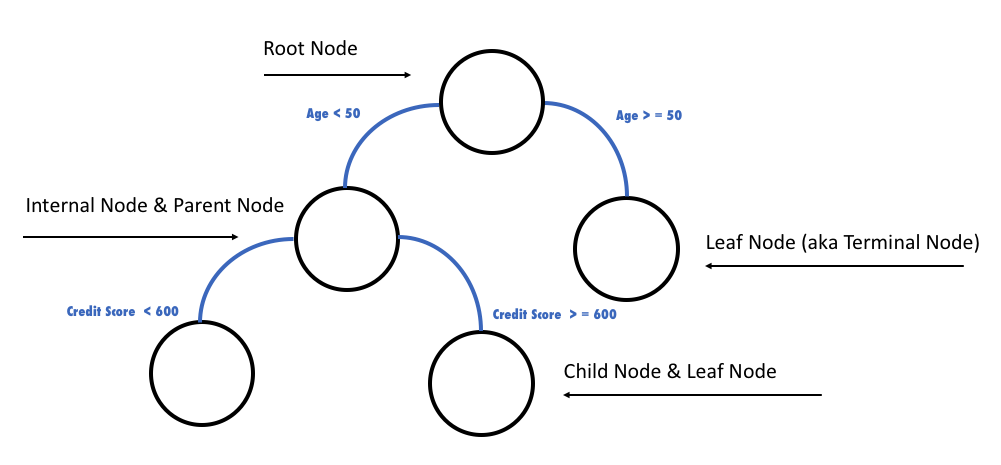 Root Node
Age < 50
Age > = 50
Internal Node & Parent Node
Leaf Node (aka Terminal Node)
Credit Score < 600
Credit Score > = 600
Child Node & Leaf Node